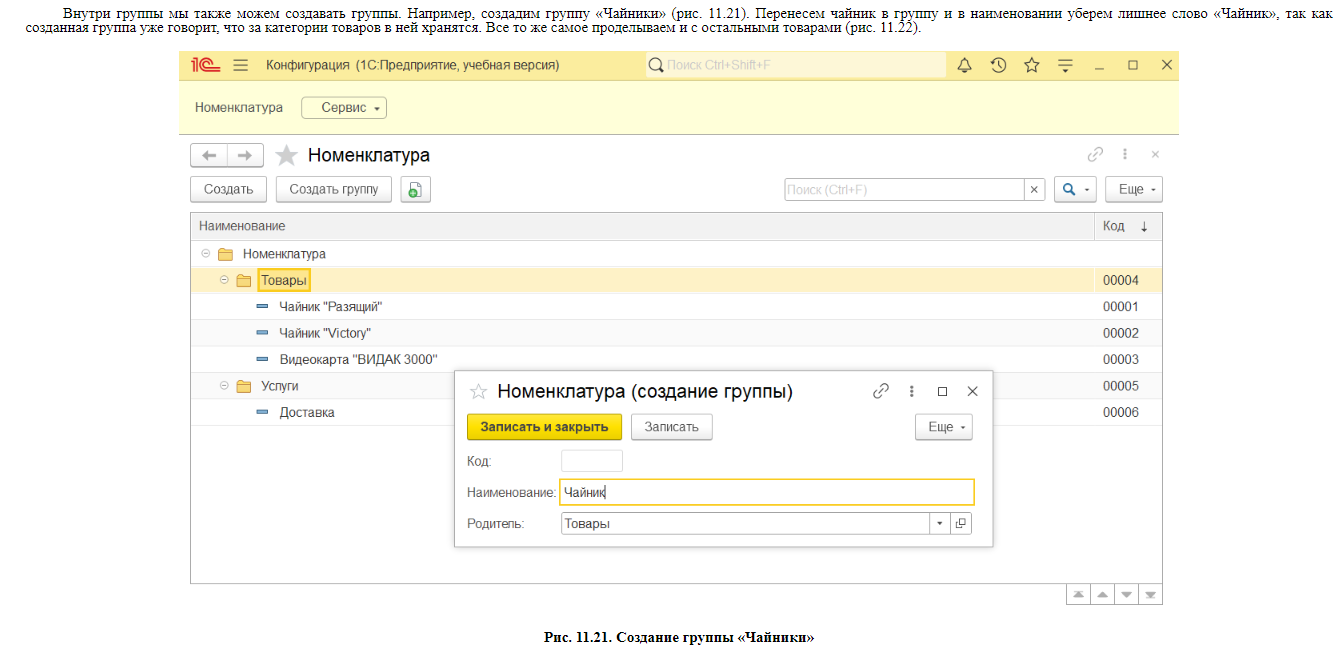 Внутри группы мы также можем создавать группы. Например, создадим группу «Чайники» (рис. 11.21). Перенесем чайник в группу и в наименовании уберем лишнее слово «Чайник», так как
созданная группа уже говорит, что за категории товаров в ней хранятся. Все то же самое проделываем и с остальными товарами (рис. 11.22).
1С Конфигурация (1С:Предприятие, учебная версия) Поиск Ctrl+Shift+F
Номенклатура Сервис
Номенклатура
Создать Создать группу Поиск (Ctrl+F) × Еще
Наименование Код ↓
Номенклатура
Товары 00004
Чайник "Разящий" 00001
Чайник "Victory" 00002
Видеокарта "ВИДАК 3000" 00003
Услуги 00005
Доставка 00006
Номенклатура (создание группы)
Записать и закрыть Записать Еще
Код:
Наименование: Чайник
Родитель: Товары
Рис. 11.21. Создание группы «Чайники»